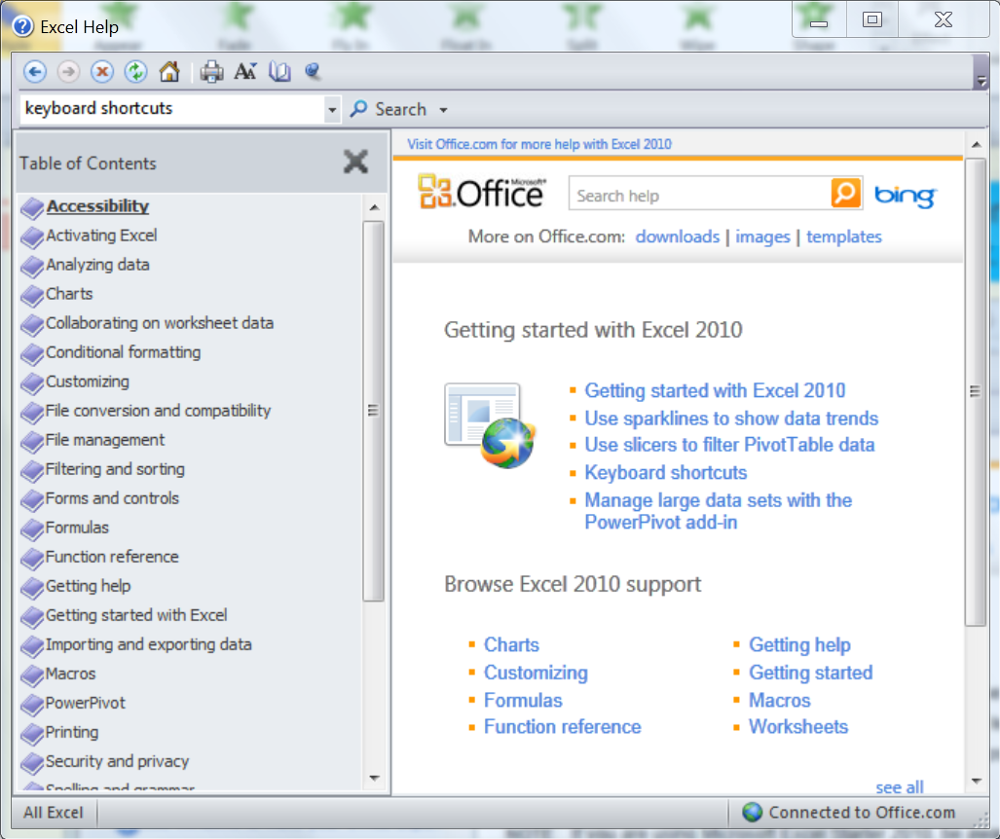 Excel Help
keyboard shortcuts
Search
Table of Contents
Accessibility
Activating Excel
Analyzing data
Charts
Collaborating on worksheet data
Conditional formatting
Customizing
File conversion and compatibility
File management
Filtering and sorting
Forms and controls
Formulas
Function reference
Getting help
Getting started with Excel
Importing and exporting data
Macros
PowerPivot
Printing
Security and privacy
Spelling and grammar
Visit Office.com for more help with Excel 2010
Microsoft
Office
Search help
bing
More on Office.com: downloads | images | templates
Getting started with Excel 2010
Getting started with Excel 2010
Use sparklines to show data trends
Use slicers to filter PivotTable data
Keyboard shortcuts
Manage large data sets with the
PowerPivot add-in
Browse Excel 2010 support
Charts
Customizing
Formulas
Function reference
Getting help
Getting started
Macros
Worksheets
see all
All Excel
Connected to Office.com